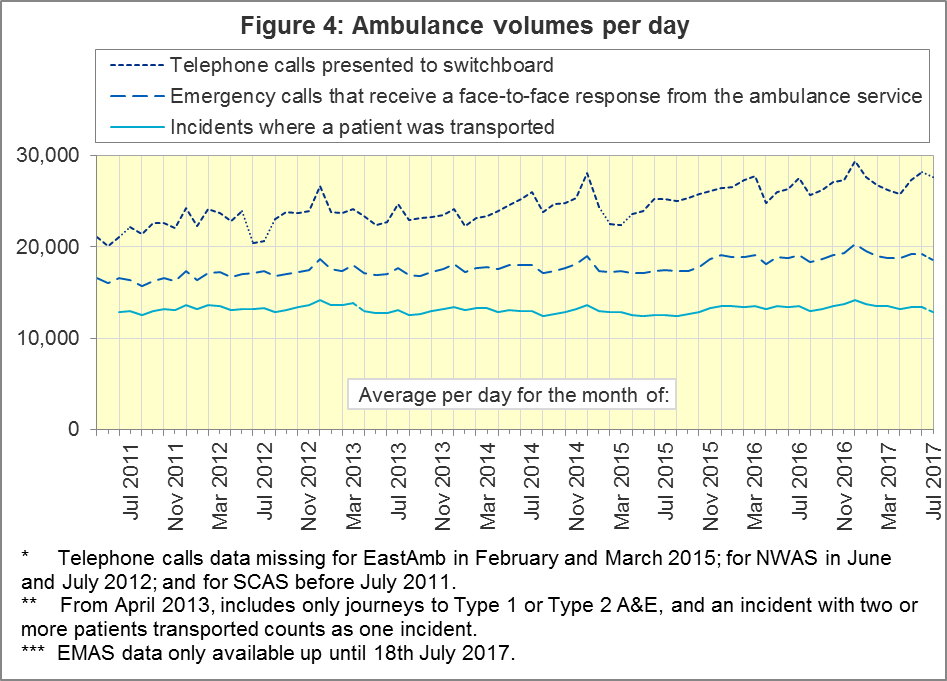 Figure 4: Ambulance volumes per day
Telephone calls presented to switchboard
Emergency calls that receive a face-to-face response from the ambulance service
Incidents where a patient was transported
30,000
20,000
10,000
0
Average per day for the month of:
Jul 2011
Nov 2011
Mar 2012
Jul 2012
Nov 2012
Mar 2013
Jul 2013
Nov 2013
Mar 2014
Jul 2014
Nov 2014
Mar 2015
Jul 2015
Nov 2015
Mar 2016
Jul 2016
Nov 2016
Mar 2017
Jul 2017
* Telephone calls data missing for EastAmb in February and March 2015; for NWAS in June
and July 2012; and for SCAS before July 2011.
** From April 2013, includes only journeys to Type 1 or Type 2 A&E, and an incident with two or
more patients transported counts as one incident.
*** EMAS data only available up until 18th July 2017.